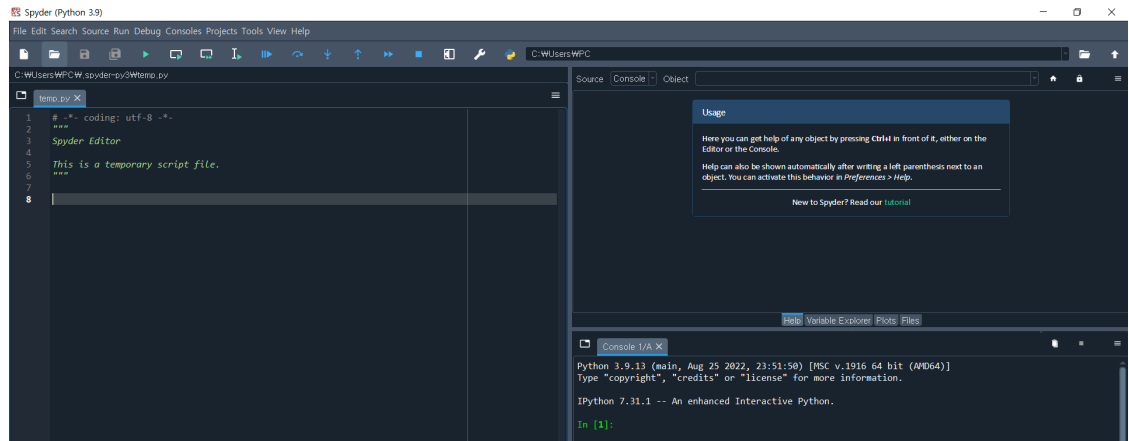 Spyder (Python 3.9)
File Edit Search Source Run Debug Consoles Projects Tools View Help
C:₩Users₩PC
C:₩Users₩PC₩.spyder-py3₩temp.py
temp.py
1 # -*- coding: utf-8 -*-
2 """
3 Spyder Editor
4
5 This is a temporary script file.
6 """
7
8
Source Console Object
Usage
Here you can get help of any object by pressing Ctrl+I in front of it, either on the
Editor or the Console.
Help can also be shown automatically after writing a left parenthesis next to an
object. You can activate this behavior in Preferences > Help.
New to Spyder? Read our tutorial
Help Variable Explorer Plots Files
Console 1/A
Python 3.9.13 (main, Aug 25 2022, 23:51:50) [MSC v.1916 64 bit (AMD64)]
Type "copyright", "credits" or "license" for more information.
IPython 7.31.1 -- An enhanced Interactive Python.
In [1]: